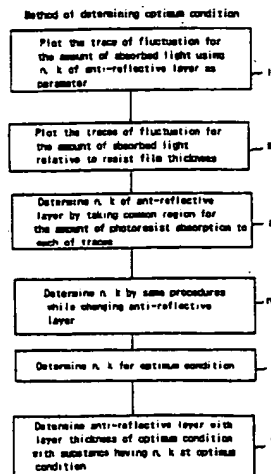 Method of determining optimum condition
Plot the trace of fluctuation for
the amount of absorbed light using
n, k of anti-reflective layer as
parameter
Plot the traces of fluctuation for
the amount of absorbed light
relative to resist film thickness
Determine n, k of ant-reflective
layer by taking common region for
the amount of photoresist absorption to
each of traces
Determine n, k by same procedures
while changing anti-reflective
layer
Determine n, k for optimum condition
Determine anti-reflective layer with
layer thickness of optimum condition
with substance having n, k at optimum
condition